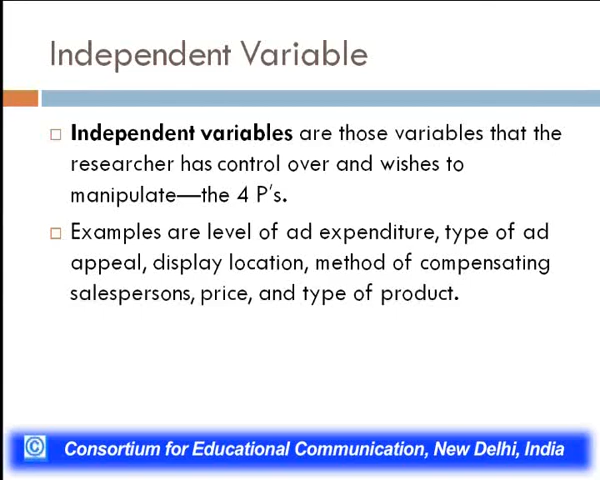 Independent Variable
Independent variables are those variables that the
researcher has control over and wishes to
manipulate—the 4 P's.
Examples are level of ad expenditure, type of ad
appeal, display location, method of compensating
salespersons, price, and type of product.
© Consortium for Educational Communication, New Delhi, India